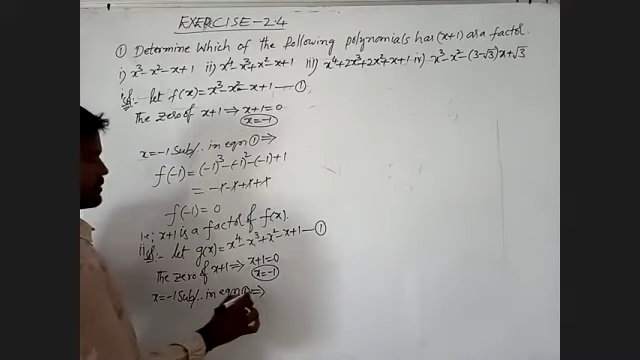 EXERCISE-2.4
① Determine which of the following polynomials has (x+1) as a factor.
i) x³-x²-x+1 ii) x⁴-x³+x²-x+1 iii) x⁴+2x³+2x²+x+1 iv) x³-x²-(3-√3)x+√3
i) Sol:- let f(x)=x³-x²-x+1—①
The zero of x+1⇒ x+1=0
x=-1
x=-1 Sub/.. in eqn ①⇒
f(-1)=(-1)³-(-1)²-(-1)+1
= -1-1+1+1
f(-1)=0
i.e; x+1 is a factor of f(x).
ii) Sol:- let g(x)=x⁴-x³+x²-x+1—①
The zero of x+1⇒ x+1=0
x=-1
x=-1 Sub/.. in eqn ①⇒